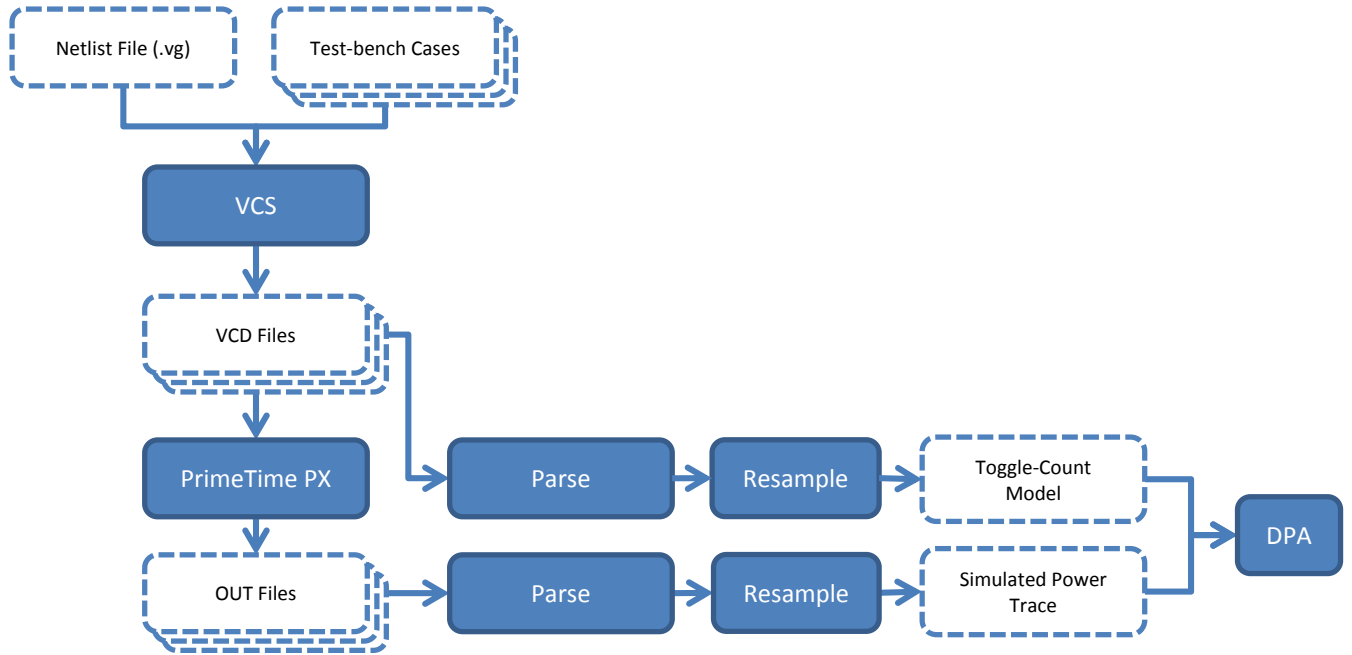 Netlist File (.vg)
Test-bench Cases
VCS
VCD Files
PrimeTime PX
Parse
Resample
Toggle-Count
Model
DPA
OUT Files
Parse
Resample
Simulated Power
Trace